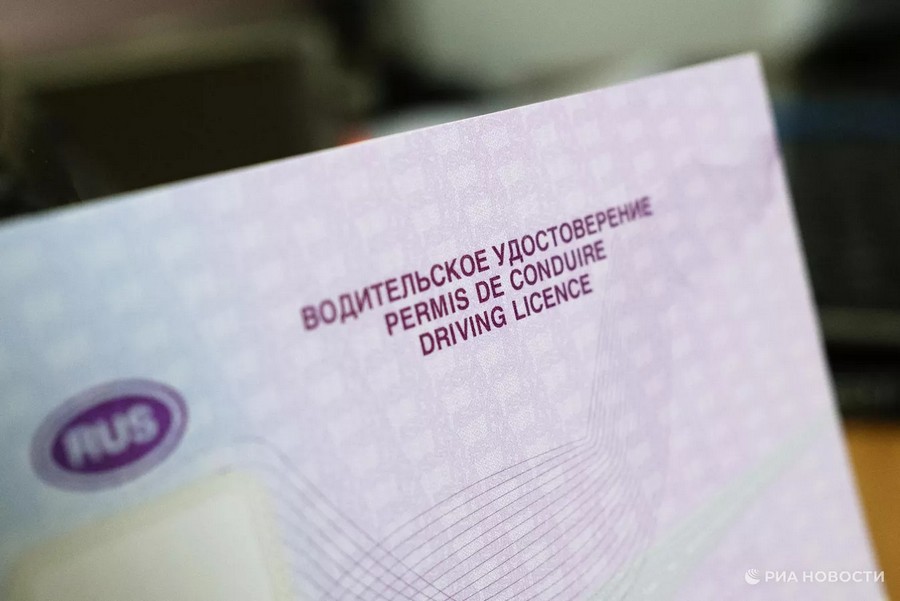 ВОДИТЕЛЬСКОЕ УДОСТОВЕРЕНИЕ
PERMIS DE CONDUIRE
DRIVING LICENCE
RUS
РИА НОВОСТИ